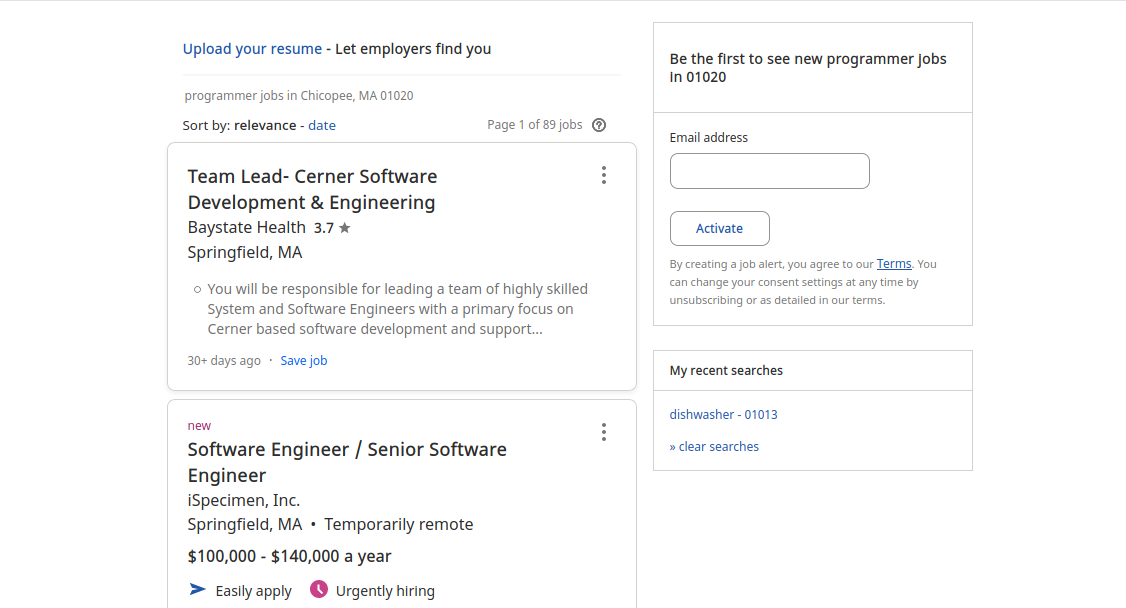 Upload your resume - Let employers find you
programmer jobs in Chicopee, MA 01020
Sort by: relevance - date
Page 1 of 89 jobs
Team Lead- Cerner Software
Development & Engineering
Baystate Health 3.7 ★
Springfield, MA
You will be responsible for leading a team of highly skilled
System and Software Engineers with a primary focus on
Cerner based software development and support...
30+ days ago · Save job
new
Software Engineer / Senior Software
Engineer
iSpecimen, Inc.
Springfield, MA • Temporarily remote
$100,000 - $140,000 a year
Easily apply
Urgently hiring
Be the first to see new programmer jobs
in 01020
Email address
Activate
By creating a job alert, you agree to our Terms. You
can change your consent settings at any time by
unsubscribing or as detailed in our terms.
My recent searches
dishwasher - 01013
» clear searches